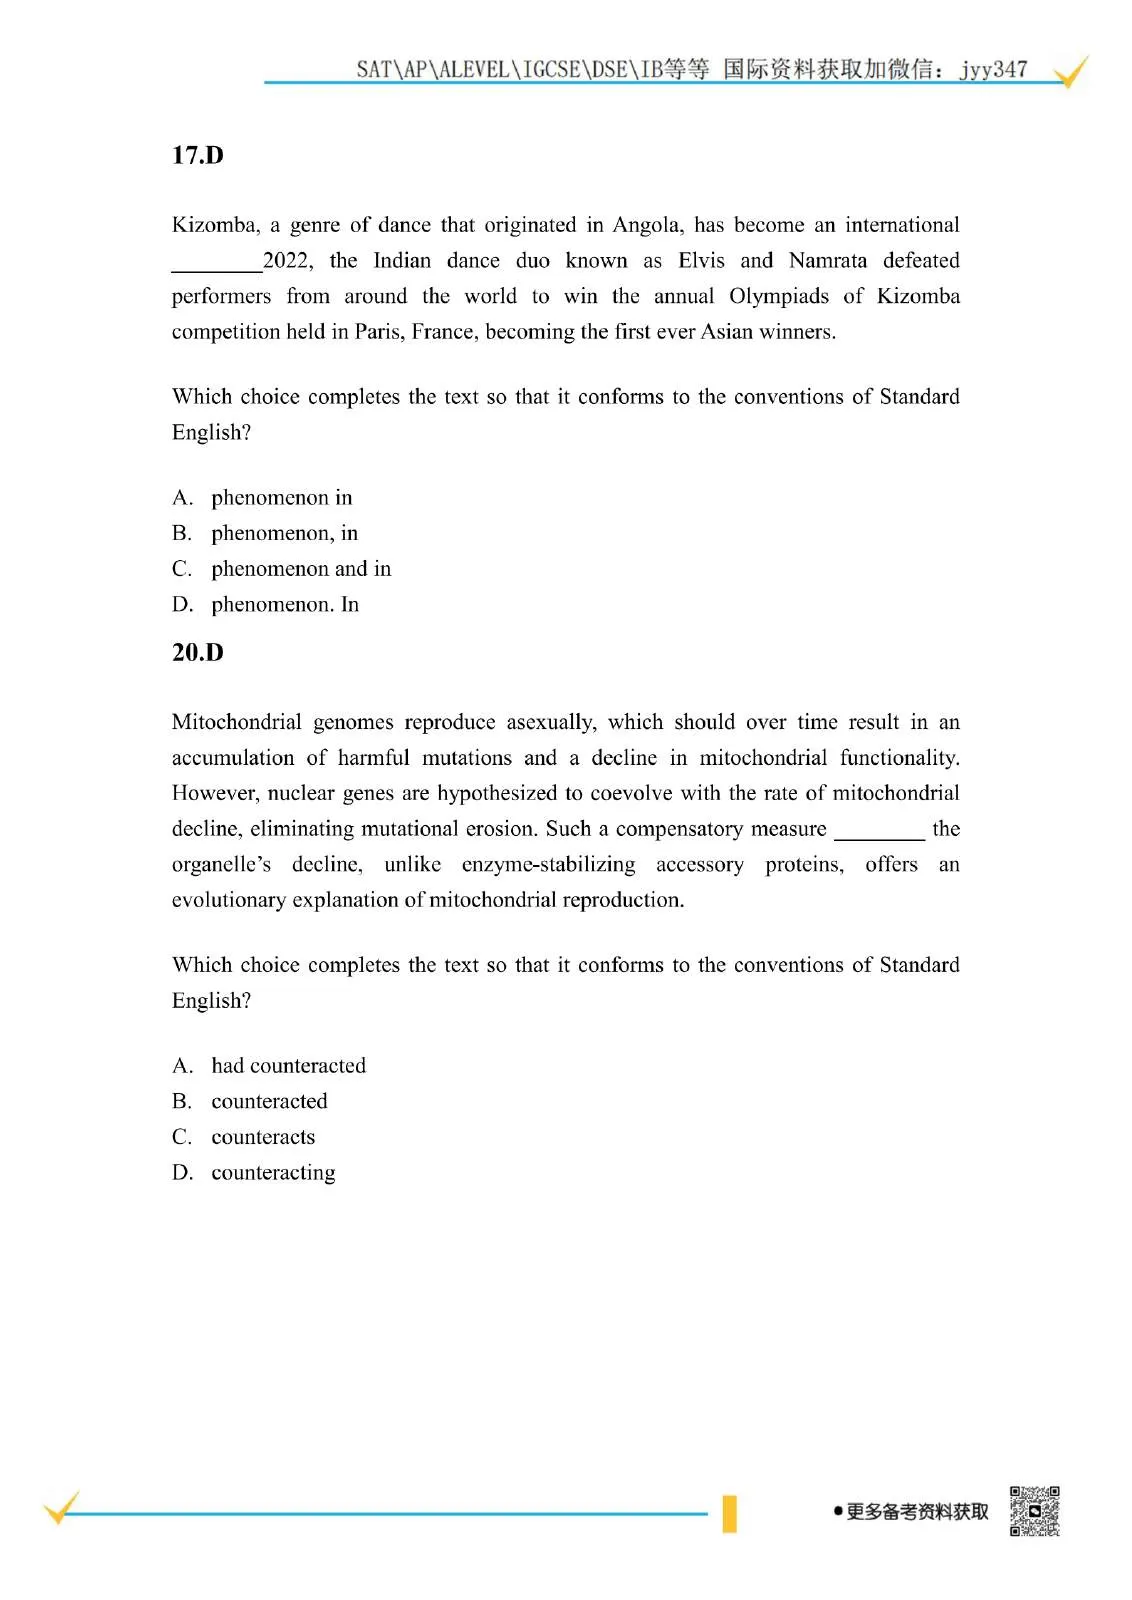 SAT\AP\ALEVEL\IGCSE\DSE\IB等等 国际资料获取加微信：jyy347
17.D
Kizomba, a genre of dance that originated in Angola, has become an international
________2022, the Indian dance duo known as Elvis and Namrata defeated
performers from around the world to win the annual Olympiads of Kizomba
competition held in Paris, France, becoming the first ever Asian winners.
Which choice completes the text so that it conforms to the conventions of Standard
English?
A. phenomenon in
B. phenomenon, in
C. phenomenon and in
D. phenomenon. In
20.D
Mitochondrial genomes reproduce asexually, which should over time result in an
accumulation of harmful mutations and a decline in mitochondrial functionality.
However, nuclear genes are hypothesized to coevolve with the rate of mitochondrial
decline, eliminating mutational erosion. Such a compensatory measure ________ the
organelle's decline, unlike enzyme-stabilizing accessory proteins, offers an
evolutionary explanation of mitochondrial reproduction.
Which choice completes the text so that it conforms to the conventions of Standard
English?
A. had counteracted
B. counteracted
C. counteracts
D. counteracting
●更多备考资料获取